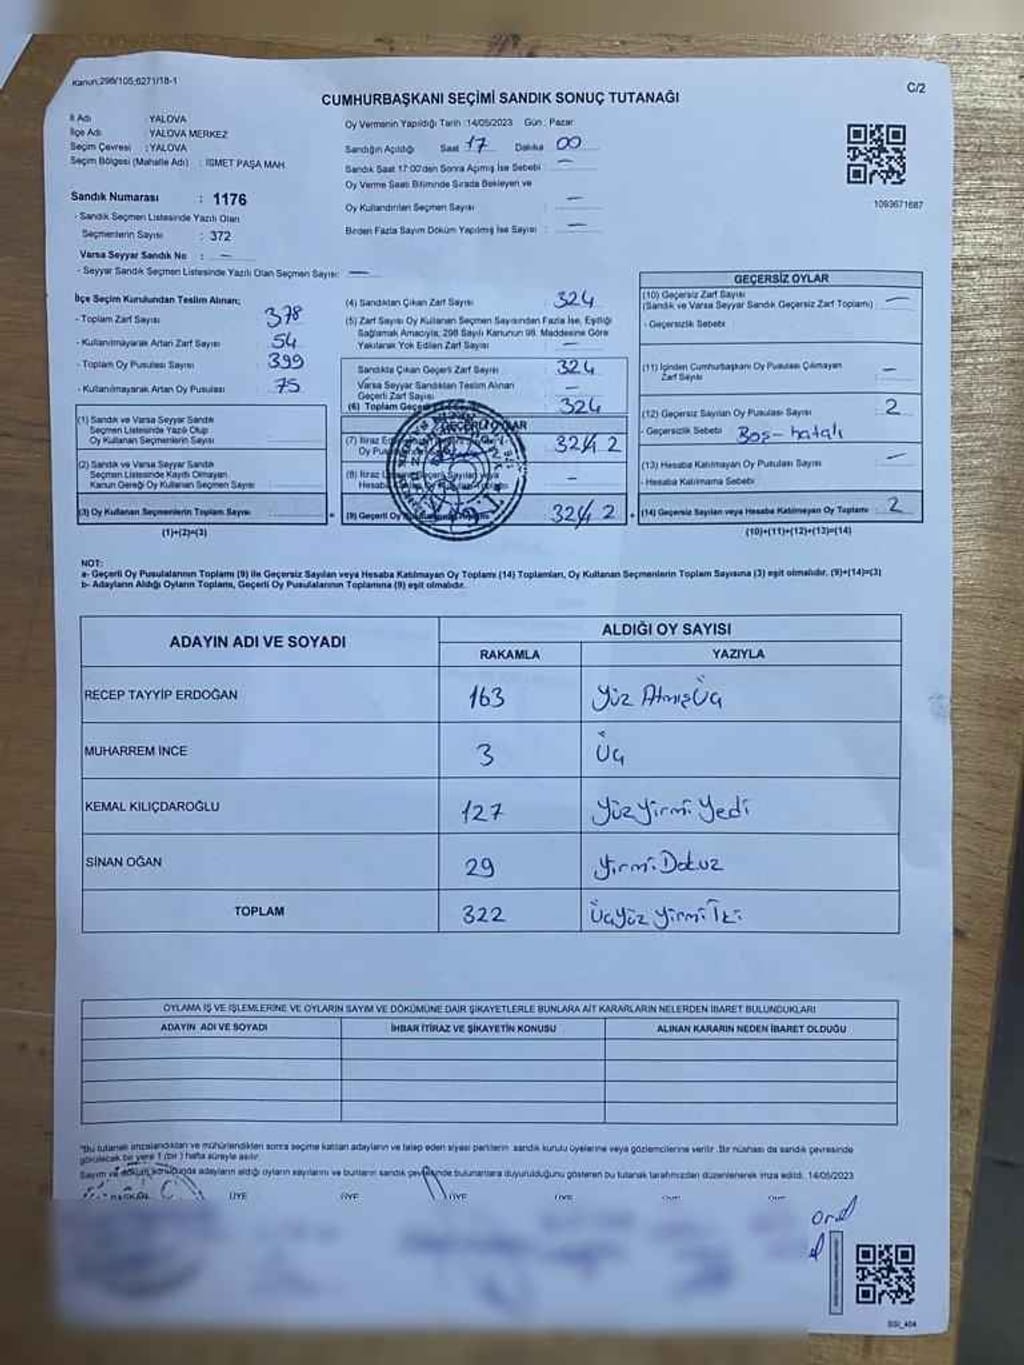 Kanun:298/105,6271/18-1
C/2
CUMHURBAŞKANI SEÇİMİ SANDIK SONUÇ TUTANAĞI
İl Adı : YALOVA
İlçe Adı : YALOVA MERKEZ
Seçim Çevresi : YALOVA
Seçim Bölgesi (Mahalle Adı) : İSMET PAŞA MAH.
Sandık Numarası : 1176
- Sandık Seçmen Listesinde Yazılı Olan
Seçmenlerin Sayısı : 372
Varsa Seyyar Sandık No : —
- Seyyar Sandık Seçmen Listesinde Yazılı Olan Seçmen Sayısı: —
Oy Vermenin Yapıldığı Tarih :14/05/2023 Gün : Pazar
Sandığın Açıldığı Saat 17 Dakika 00
Sandık Saat 17:00'den Sonra Açımış İse Sebebi : —
Oy Verme Saati Bitiminde Sırada Bekleyen ve
Oy Kullandırılan Seçmen Sayısı : —
Birden Fazla Sayım Döküm Yapılmış İse Sayısı : —
1093671687
İlçe Seçim Kurulundan Teslim Alınan;
- Toplam Zarf Sayısı 378
- Kullanılmayarak Artan Zarf Sayısı 54
- Toplam Oy Pusulası Sayısı 399
- Kullanılmayarak Artan Oy Pusulası 75
(1) Sandık ve Varsa Seyyar Sandık
Seçmen Listesinde Yazılı Olup
Oy Kullanan Seçmenlerin Sayısı
(2) Sandık ve Varsa Seyyar Sandık
Seçmen Listesinde Kayıtlı Olmayan
Kanun Gereği Oy Kullanan Seçmen Sayısı
(3) Oy Kullanan Seçmenlerin Toplam Sayısı
(1)+(2)=(3)
(4) Sandıktan Çıkan Zarf Sayısı 324
(5) Zarf Sayısı Oy Kullanan Seçmen Sayısından Fazla İse, Eşitliği
Sağlamak Amacıyla, 298 Sayılı Kanunun 98. Maddesine Göre
Yakılarak Yok Edilen Zarf Sayısı —
Sandıkta Çıkan Geçerli Zarf Sayısı 324
Varsa Seyyar Sandıktan Teslim Alınan
Geçerli Zarf Sayısı —
(6) Toplam Geçerli 324
GEÇERLİ OYLAR
(7) İtiraz
Oy 324 2
(8) İtiraz
Hesaba —
(9) Geçerli Oy 324 2
GEÇERSİZ OYLAR
(10) Geçersiz Zarf Sayısı
(Sandık ve Varsa Seyyar Sandık Geçersiz Zarf Toplamı) —
- Geçersizlik Sebebi :
(11) İçinden Cumhurbaşkanı Oy Pusulası Çıkmayan
Zarf Sayısı —
(12) Geçersiz Sayılan Oy Pusulası Sayısı 2
- Geçersizlik Sebebi Boş-hatalı
(13) Hesaba Katılmayan Oy Pusulası Sayısı —
- Hesaba Katılmama Sebebi
(14) Geçersiz Sayılan veya Hesaba Katılmayan Oy Toplamı 2
(10)+(11)+(12)+(13)=(14)
NOT:
a- Geçerli Oy Pusulalarının Toplamı (9) ile Geçersiz Sayılan veya Hesaba Katılmayan Oy Toplamı (14) Toplamları, Oy Kullanan Seçmenlerin Toplam Sayısına (3) eşit olmalıdır. (9)+(14)=(3)
b- Adayların Aldığı Oyların Toplamı, Geçerli Oy Pusulalarının Toplamına (9) eşit olmalıdır.
ADAYIN ADI VE SOYADI
ALDIĞI OY SAYISI
RAKAMLA YAZIYLA
RECEP TAYYİP ERDOĞAN 163 Yüz AtmışÜç
MUHARREM İNCE 3 Üç
KEMAL KILIÇDAROĞLU 127 YüzYirmi Yedi
SİNAN OĞAN 29 Yirmi Dokuz
TOPLAM 322 Üçyüz Yirmi İki
OYLAMA İŞ VE İŞLEMLERİNE VE OYLARIN SAYIM VE DÖKÜMÜNE DAİR ŞİKAYETLERLE BUNLARA AİT KARARLARIN NELERDEN İBARET BULUNDUKLARI
ADAYIN ADI VE SOYADI İHBAR İTİRAZ VE ŞİKAYETİN KONUSU ALINAN KARARIN NEDEN İBARET OLDUĞU
"Bu tutanak imzalandıktan ve mühürlendikten sonra seçime katılan adayların ve talep eden siyasi partilerin sandık kurulu üyelerine veya gözlemcilerine verilir. Bir nüshası da sandık çevresinde
görülecek bir yere 1 (bir) hafta süreyle asılır.
Sayım ve döküm sonucunda adayların aldığı oyların sayılarını ve bunların sandık çevresinde bulunanlara duyurulduğunu gösteren bu tutanak tarafımızdan düzenlenerek imza edildi. 14/05/2023
BAŞKAN ÜYE ÜYE ÜYE ÜYE